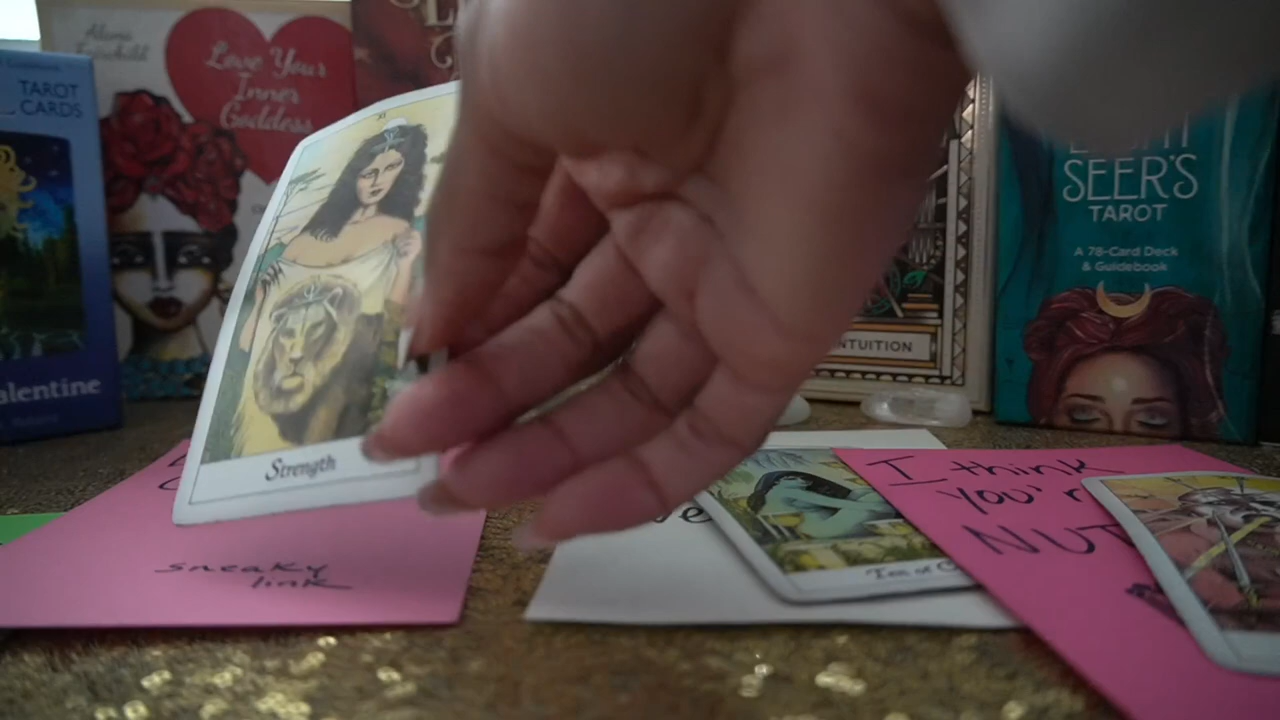 TAROT
CARDS
alentine
Love Your
Inner
Goddess
XI
Strength
sneaky
link
INTUITION
SEER'S
TAROT
A 78-Card Deck
& Guidebook
I think
you'r
NUT